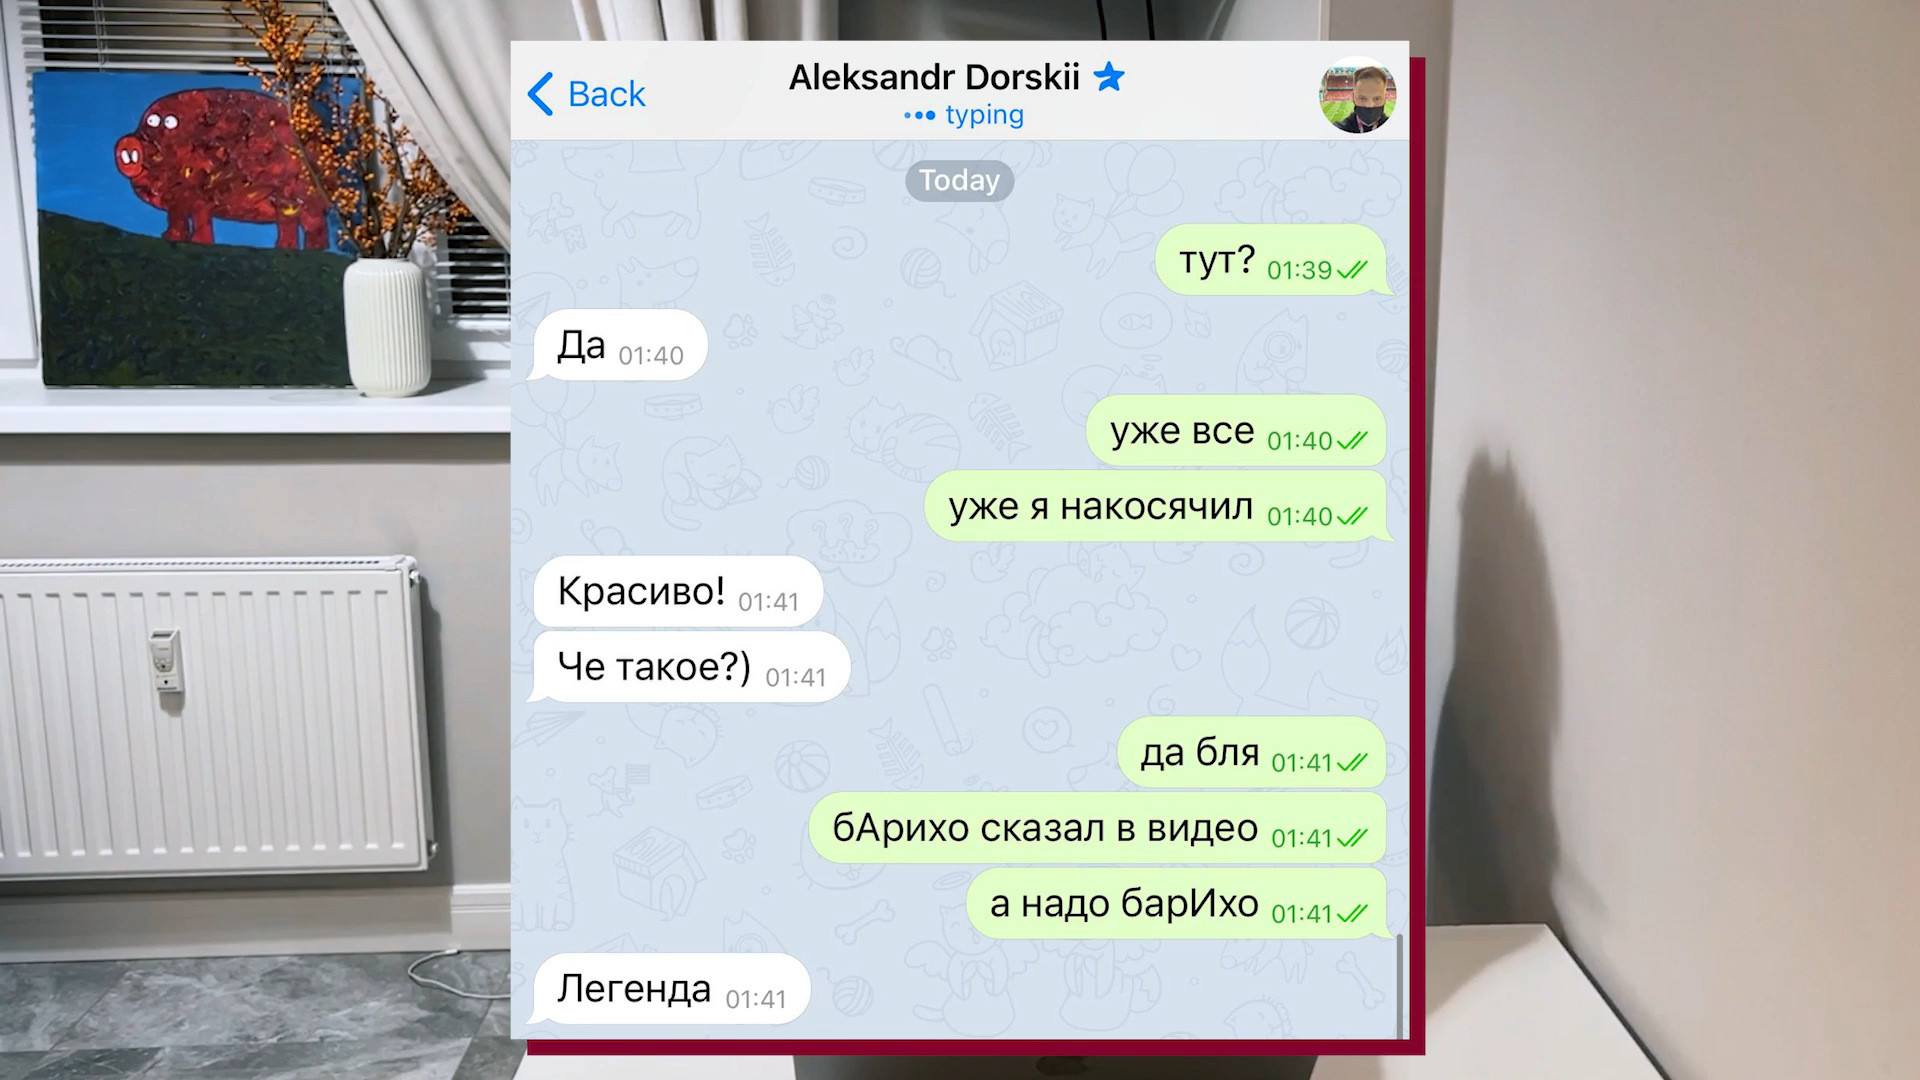 Back
Aleksandr Dorskii
typing
Today
тут? 01:39
Да 01:40
уже все 01:40
уже я накосячил 01:40
Красиво! 01:41
Че такое?) 01:41
да бля 01:41
бАрихо сказал в видео 01:41
а надо барИхо 01:41
Легенда 01:41